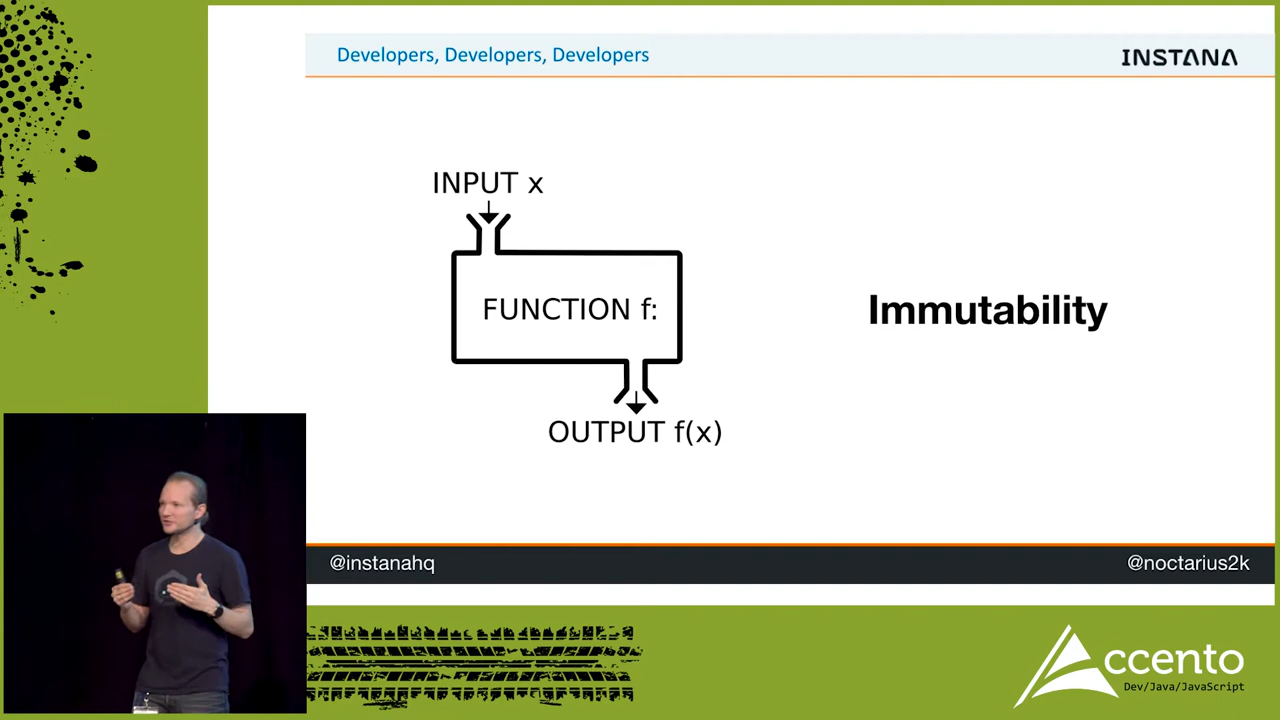 Developers, Developers, Developers
INSTANA
INPUT x
FUNCTION f:
OUTPUT f(x)
Immutability
@instanahq
@noctarius2k
Accento
Dev/Java/JavaScript